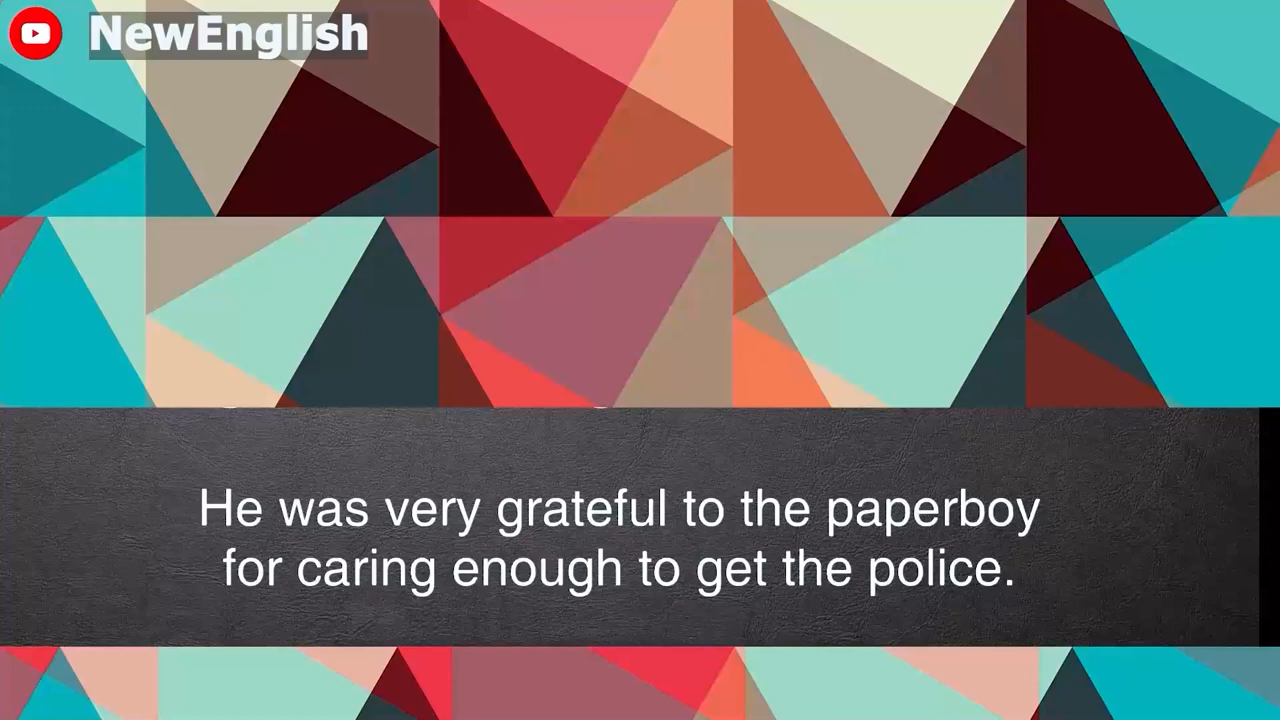 NewEnglish
He was very grateful to the paperboy
for caring enough to get the police.